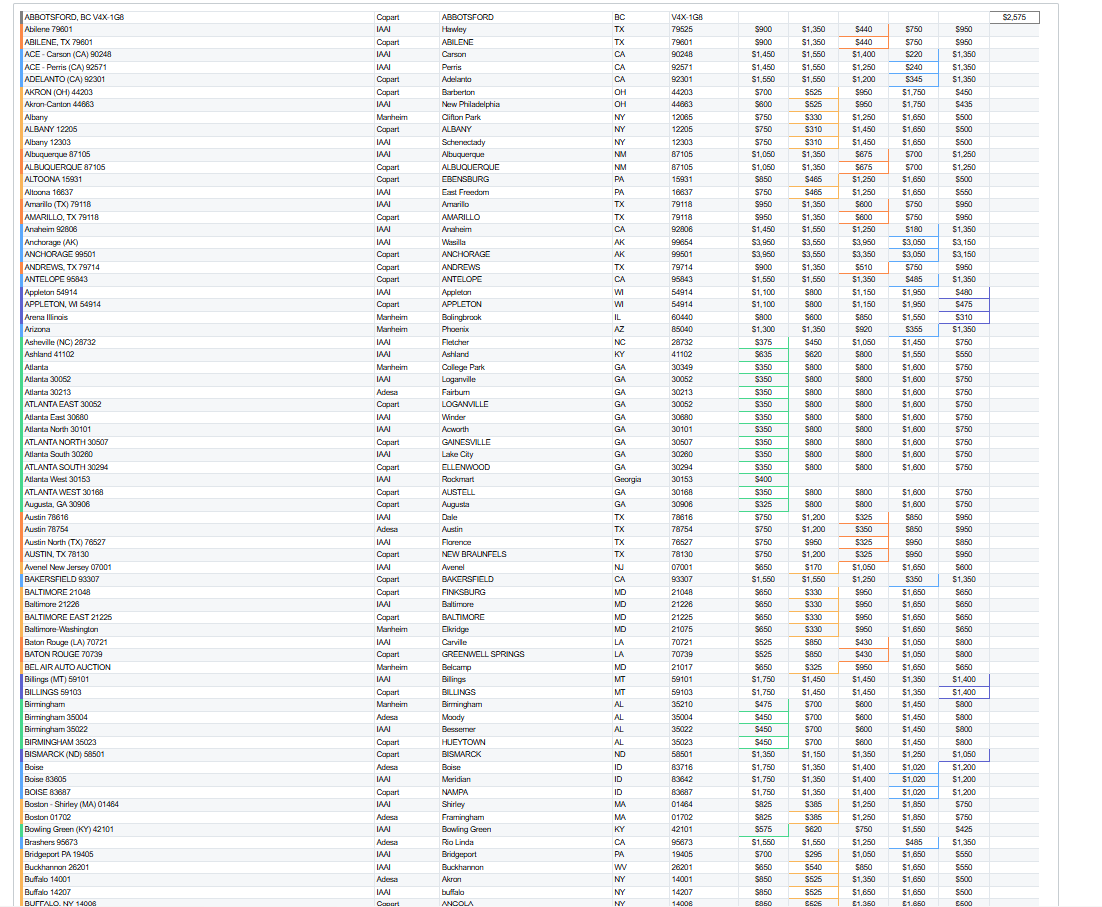 ABBOTSFORD, BC V4X-1G8 Copart ABBOTSFORD BC V4X-1G8 $2,575
Abilene 79601 IAAI Hawley TX 79525 $900 $1,350 $440 $750 $950
ABILENE, TX 79601 Copart ABILENE TX 79601 $900 $1,350 $440 $750 $950
ACE - Carson (CA) 90248 IAAI Carson CA 90248 $1,450 $1,550 $1,400 $220 $1,350
ACE - Perris (CA) 92571 IAAI Perris CA 92571 $1,450 $1,550 $1,250 $240 $1,350
ADELANTO (CA) 92301 Copart Adelanto CA 92301 $1,550 $1,550 $1,200 $345 $1,350
AKRON (OH) 44203 Copart Barberton OH 44203 $700 $525 $950 $1,750 $450
Akron-Canton 44663 IAAI New Philadelphia OH 44663 $600 $525 $950 $1,750 $435
Albany Manheim Clifton Park NY 12065 $750 $330 $1,250 $1,650 $500
ALBANY 12205 Copart ALBANY NY 12205 $750 $310 $1,450 $1,650 $500
Albany 12303 IAAI Schenectady NY 12303 $750 $310 $1,450 $1,650 $500
Albuquerque 87105 IAAI Albuquerque NM 87105 $1,050 $1,350 $675 $700 $1,250
ALBUQUERQUE 87105 Copart ALBUQUERQUE NM 87105 $1,050 $1,350 $675 $700 $1,250
ALTOONA 15931 Copart EBENSBURG PA 15931 $850 $465 $1,250 $1,650 $500
Altoona 16637 IAAI East Freedom PA 16637 $750 $465 $1,250 $1,650 $550
Amarillo (TX) 79118 IAAI Amarillo TX 79118 $950 $1,350 $600 $750 $950
AMARILLO, TX 79118 Copart AMARILLO TX 79118 $950 $1,350 $600 $750 $950
Anaheim 92806 IAAI Anaheim CA 92806 $1,450 $1,550 $1,250 $180 $1,350
Anchorage (AK) IAAI Wasilla AK 99654 $3,950 $3,550 $3,950 $3,050 $3,150
ANCHORAGE 99501 Copart ANCHORAGE AK 99501 $3,950 $3,550 $3,350 $3,050 $3,150
ANDREWS, TX 79714 Copart ANDREWS TX 79714 $900 $1,350 $510 $750 $950
ANTELOPE 95843 Copart ANTELOPE CA 95843 $1,550 $1,550 $1,350 $485 $1,350
Appleton 54914 IAAI Appleton WI 54914 $1,100 $800 $1,150 $1,950 $480
APPLETON, WI 54914 Copart APPLETON WI 54914 $1,100 $800 $1,150 $1,950 $475
Arena Illinois Manheim Bolingbrook IL 60440 $800 $600 $850 $1,550 $310
Arizona Manheim Phoenix AZ 85040 $1,300 $1,350 $920 $355 $1,350
Asheville (NC) 28732 IAAI Fletcher NC 28732 $375 $450 $1,050 $1,450 $750
Ashland 41102 IAAI Ashland KY 41102 $635 $620 $800 $1,550 $550
Atlanta Manheim College Park GA 30349 $350 $800 $800 $1,600 $750
Atlanta 30052 IAAI Loganville GA 30052 $350 $800 $800 $1,600 $750
Atlanta 30213 Adesa Fairburn GA 30213 $350 $800 $800 $1,600 $750
ATLANTA EAST 30052 Copart LOGANVILLE GA 30052 $350 $800 $800 $1,600 $750
Atlanta East 30680 IAAI Winder GA 30680 $350 $800 $800 $1,600 $750
Atlanta North 30101 IAAI Acworth GA 30101 $350 $800 $800 $1,600 $750
ATLANTA NORTH 30507 Copart GAINESVILLE GA 30507 $350 $800 $800 $1,600 $750
Atlanta South 30260 IAAI Lake City GA 30260 $350 $800 $800 $1,600 $750
ATLANTA SOUTH 30294 Copart ELLENWOOD GA 30294 $350 $800 $800 $1,600 $750
Atlanta West 30153 IAAI Rockmart Georgia 30153 $400
ATLANTA WEST 30168 Copart AUSTELL GA 30168 $350 $800 $800 $1,600 $750
Augusta, GA 30906 Copart Augusta GA 30906 $325 $800 $800 $1,600 $750
Austin 78616 IAAI Dale TX 78616 $750 $1,200 $325 $850 $950
Austin 78754 Adesa Austin TX 78754 $750 $1,200 $350 $850 $950
Austin North (TX) 76527 IAAI Florence TX 76527 $750 $950 $325 $950 $950
AUSTIN, TX 78130 Copart NEW BRAUNFELS TX 78130 $750 $1,200 $325 $950 $950
Avenel New Jersey 07001 IAAI Avenel NJ 07001 $650 $170 $1,050 $1,650 $600
BAKERSFIELD 93307 Copart BAKERSFIELD CA 93307 $1,550 $1,550 $1,250 $350 $1,350
BALTIMORE 21048 Copart FINKSBURG MD 21048 $650 $330 $950 $1,650 $650
Baltimore 21226 IAAI Baltimore MD 21226 $650 $330 $950 $1,650 $650
BALTIMORE EAST 21225 Copart BALTIMORE MD 21225 $650 $330 $950 $1,650 $650
Baltimore-Washington Manheim Elkridge MD 21075 $650 $330 $950 $1,650 $650
Baton Rouge (LA) 70721 IAAI Carville LA 70721 $525 $850 $430 $1,050 $800
BATON ROUGE 70739 Copart GREENWELL SPRINGS LA 70739 $525 $850 $430 $1,050 $800
BEL AIR AUTO AUCTION Manheim Belcamp MD 21017 $650 $325 $950 $1,650 $650
Billings (MT) 59101 IAAI Billings MT 59101 $1,750 $1,450 $1,450 $1,350 $1,400
BILLINGS 59103 Copart BILLINGS MT 59103 $1,750 $1,450 $1,450 $1,350 $1,400
Birmingham Manheim Birmingham AL 35210 $475 $700 $600 $1,450 $800
Birmingham 35004 Adesa Moody AL 35004 $450 $700 $600 $1,450 $800
Birmingham 35022 IAAI Bessemer AL 35022 $450 $700 $600 $1,450 $800
BIRMINGHAM 35023 Copart HUEYTOWN AL 35023 $450 $700 $600 $1,450 $800
BISMARCK (ND) 58501 Copart BISMARCK ND 58501 $1,350 $1,150 $1,350 $1,250 $1,050
Boise Adesa Boise ID 83716 $1,750 $1,350 $1,400 $1,020 $1,200
Boise 83605 IAAI Meridian ID 83642 $1,750 $1,350 $1,400 $1,020 $1,200
BOISE 83687 Copart NAMPA ID 83687 $1,750 $1,350 $1,400 $1,020 $1,200
Boston - Shirley (MA) 01464 IAAI Shirley MA 01464 $825 $385 $1,250 $1,850 $750
Boston 01702 Adesa Framingham MA 01702 $825 $385 $1,250 $1,850 $750
Bowling Green (KY) 42101 IAAI Bowling Green KY 42101 $575 $620 $750 $1,550 $425
Brashers 95673 Adesa Rio Linda CA 95673 $1,550 $1,550 $1,250 $485 $1,350
Bridgeport PA 19405 IAAI Bridgeport PA 19405 $700 $295 $1,050 $1,650 $550
Buckhannon 26201 IAAI Buckhannon WV 26201 $650 $540 $850 $1,650 $550
Buffalo 14001 Adesa Akron NY 14001 $850 $525 $1,350 $1,650 $500
Buffalo 14207 IAAI buffalo NY 14207 $850 $525 $1,650 $1,650 $500
BUFFALO, NY 14006 Copart ANGOLA NY 14006 $850 $525 $1,350 $1,650 $500